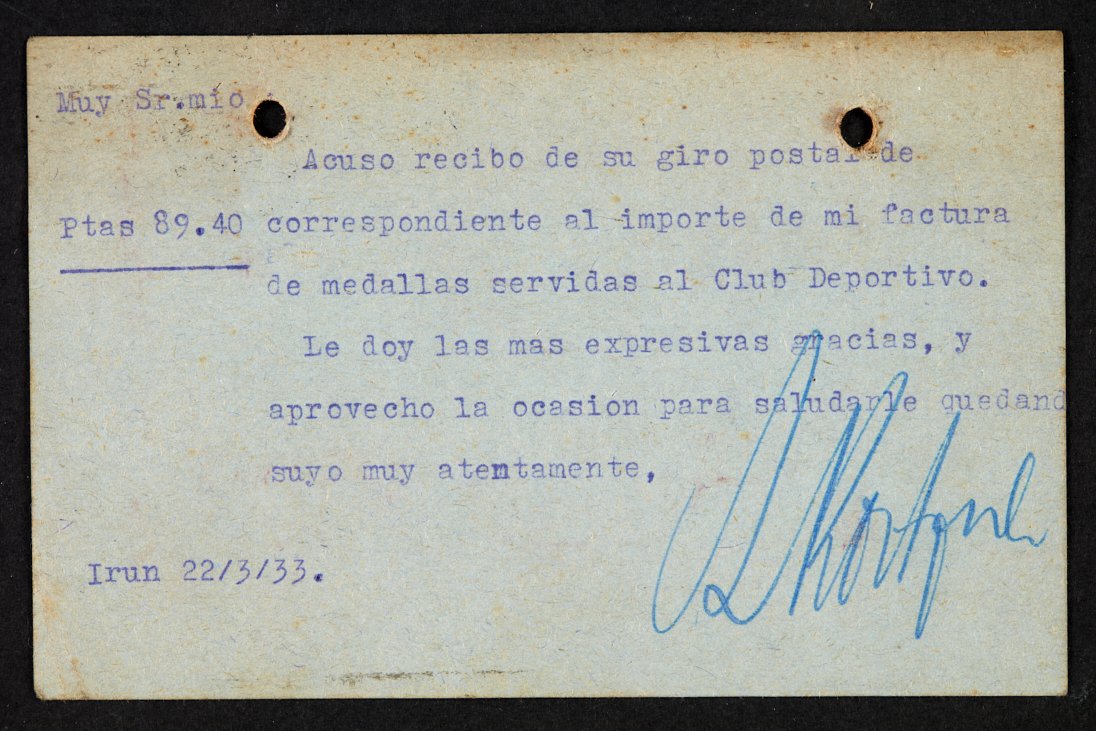 Muy Sr.mio :
Acuso recibo de su giro postal de
Ptas 89.40 correspondiente al importe de mi factura
de medallas servidas al Club Deportivo.
Le doy las mas expresivas gracias, y
aprovecho la ocasion para saludarle quedand
suyo muy atentamente,
Irun 22/3/33.